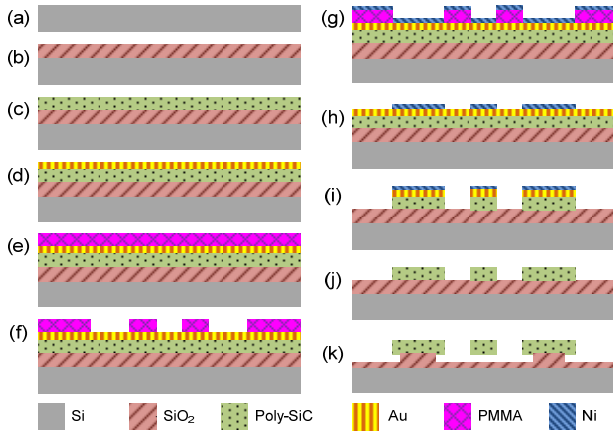 (a)
(b)
(c)
(d)
(e)
(f)
(g)
(h)
(i)
(j)
(k)
Si
SiO₂
Poly-SiC
Au
PMMA
Ni